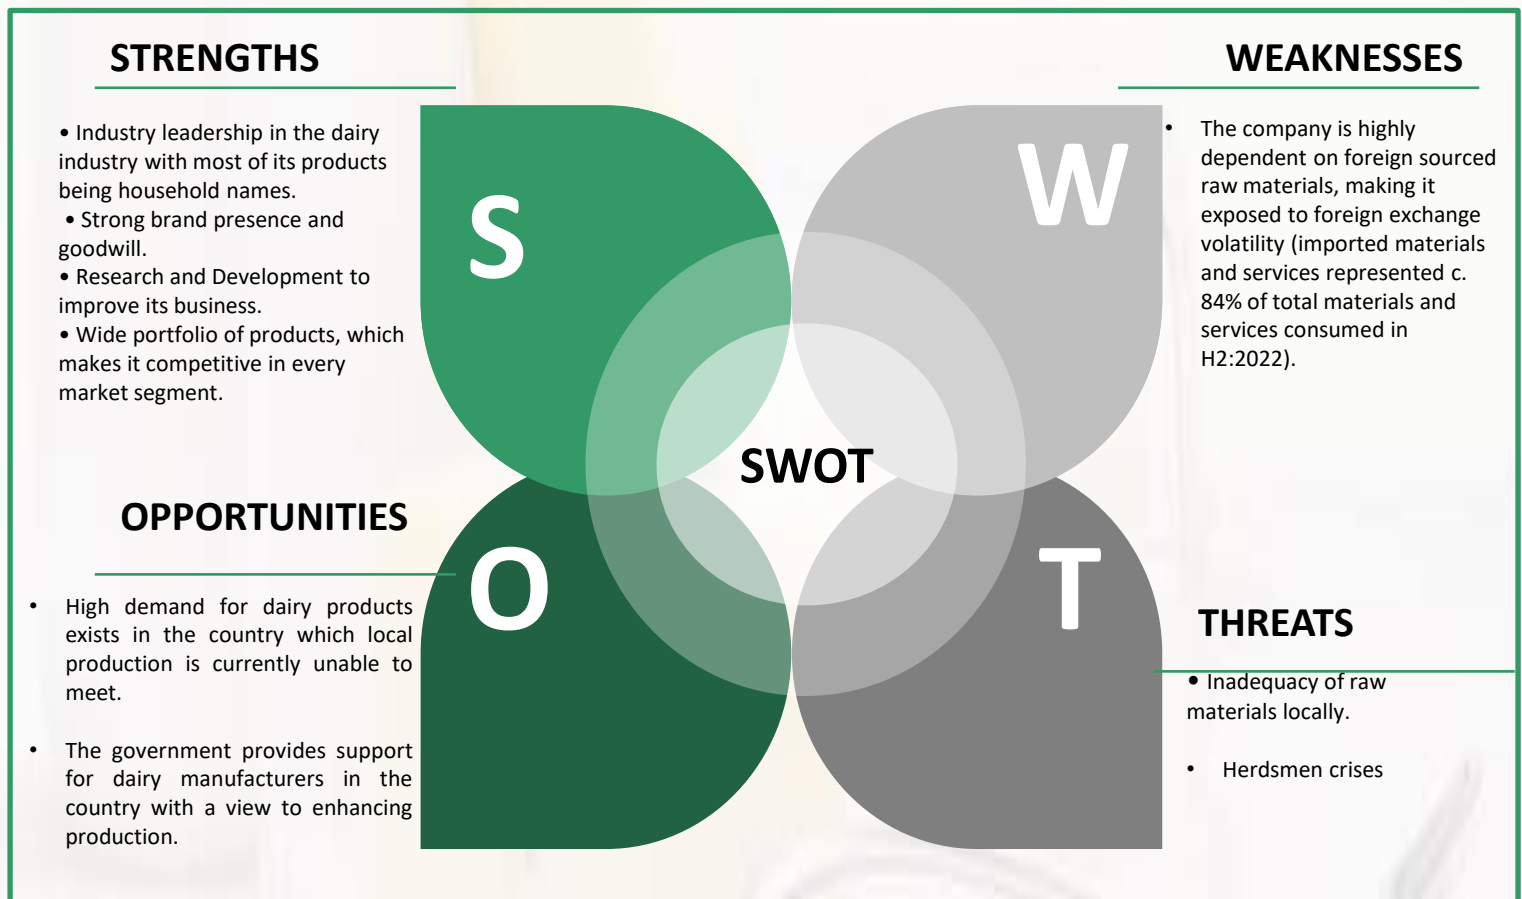 STRENGTHS
• Industry leadership in the dairy
industry with most of its products
being household names.
• Strong brand presence and
goodwill.
• Research and Development to
improve its business.
• Wide portfolio of products, which
makes it competitive in every
market segment.
WEAKNESSES
• The company is highly
dependent on foreign sourced
raw materials, making it
exposed to foreign exchange
volatility (imported materials
and services represented c.
84% of total materials and
services consumed in
H2:2022).
S
W
SWOT
O
T
OPPORTUNITIES
• High demand for dairy products
exists in the country which local
production is currently unable to
meet.
• The government provides support
for dairy manufacturers in the
country with a view to enhancing
production.
THREATS
• Inadequacy of raw
materials locally.
• Herdsmen crises